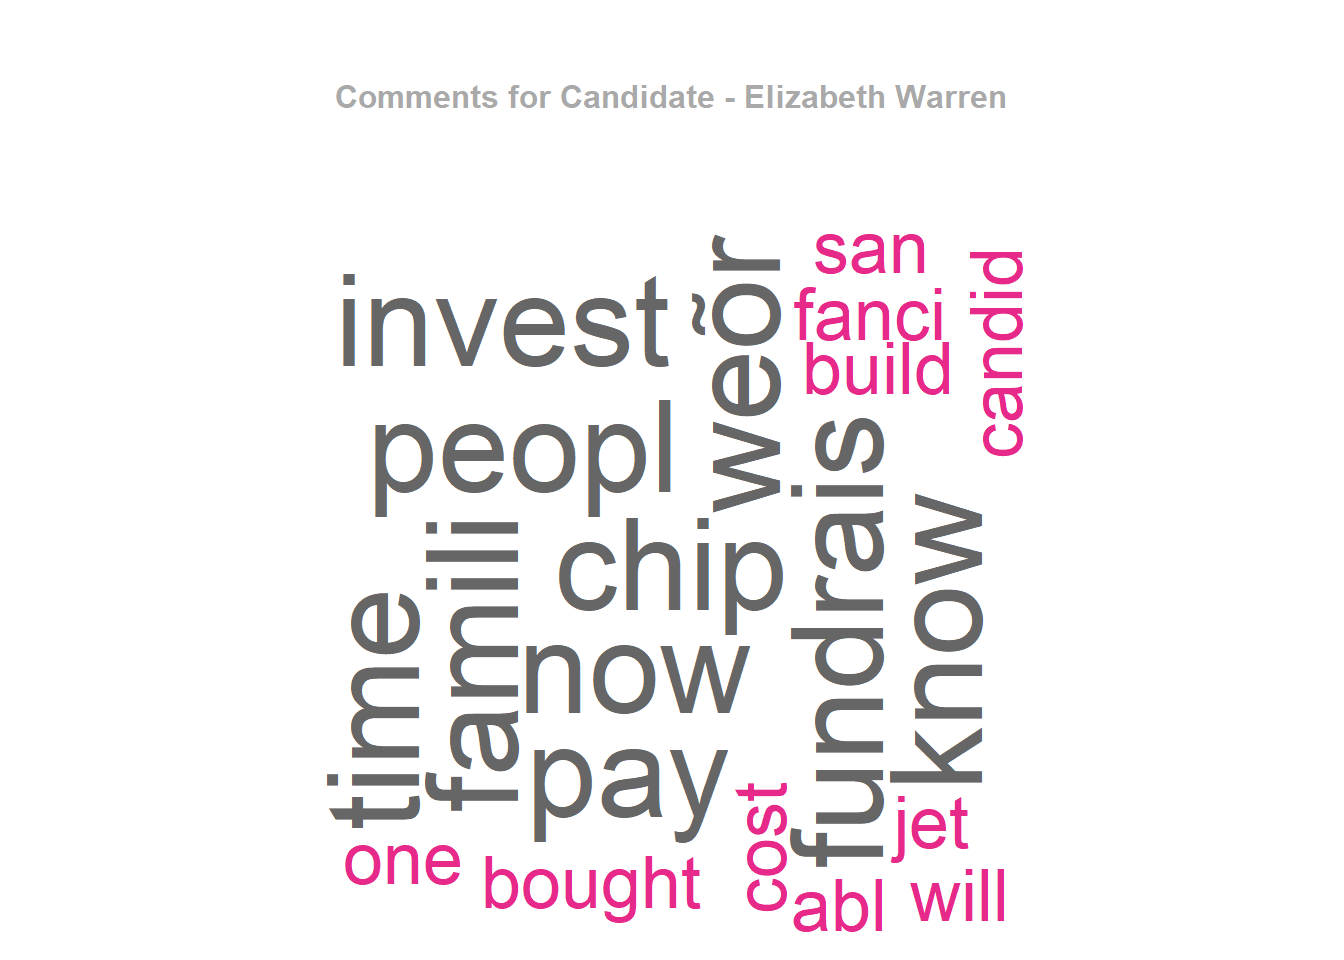 Comments for Candidate - Elizabeth Warren
invest
weõr
san
fanci
build
candid
peopl
fundrais
know
chip
famili
time
now
pay
cost
jet
one
bought
abl
will